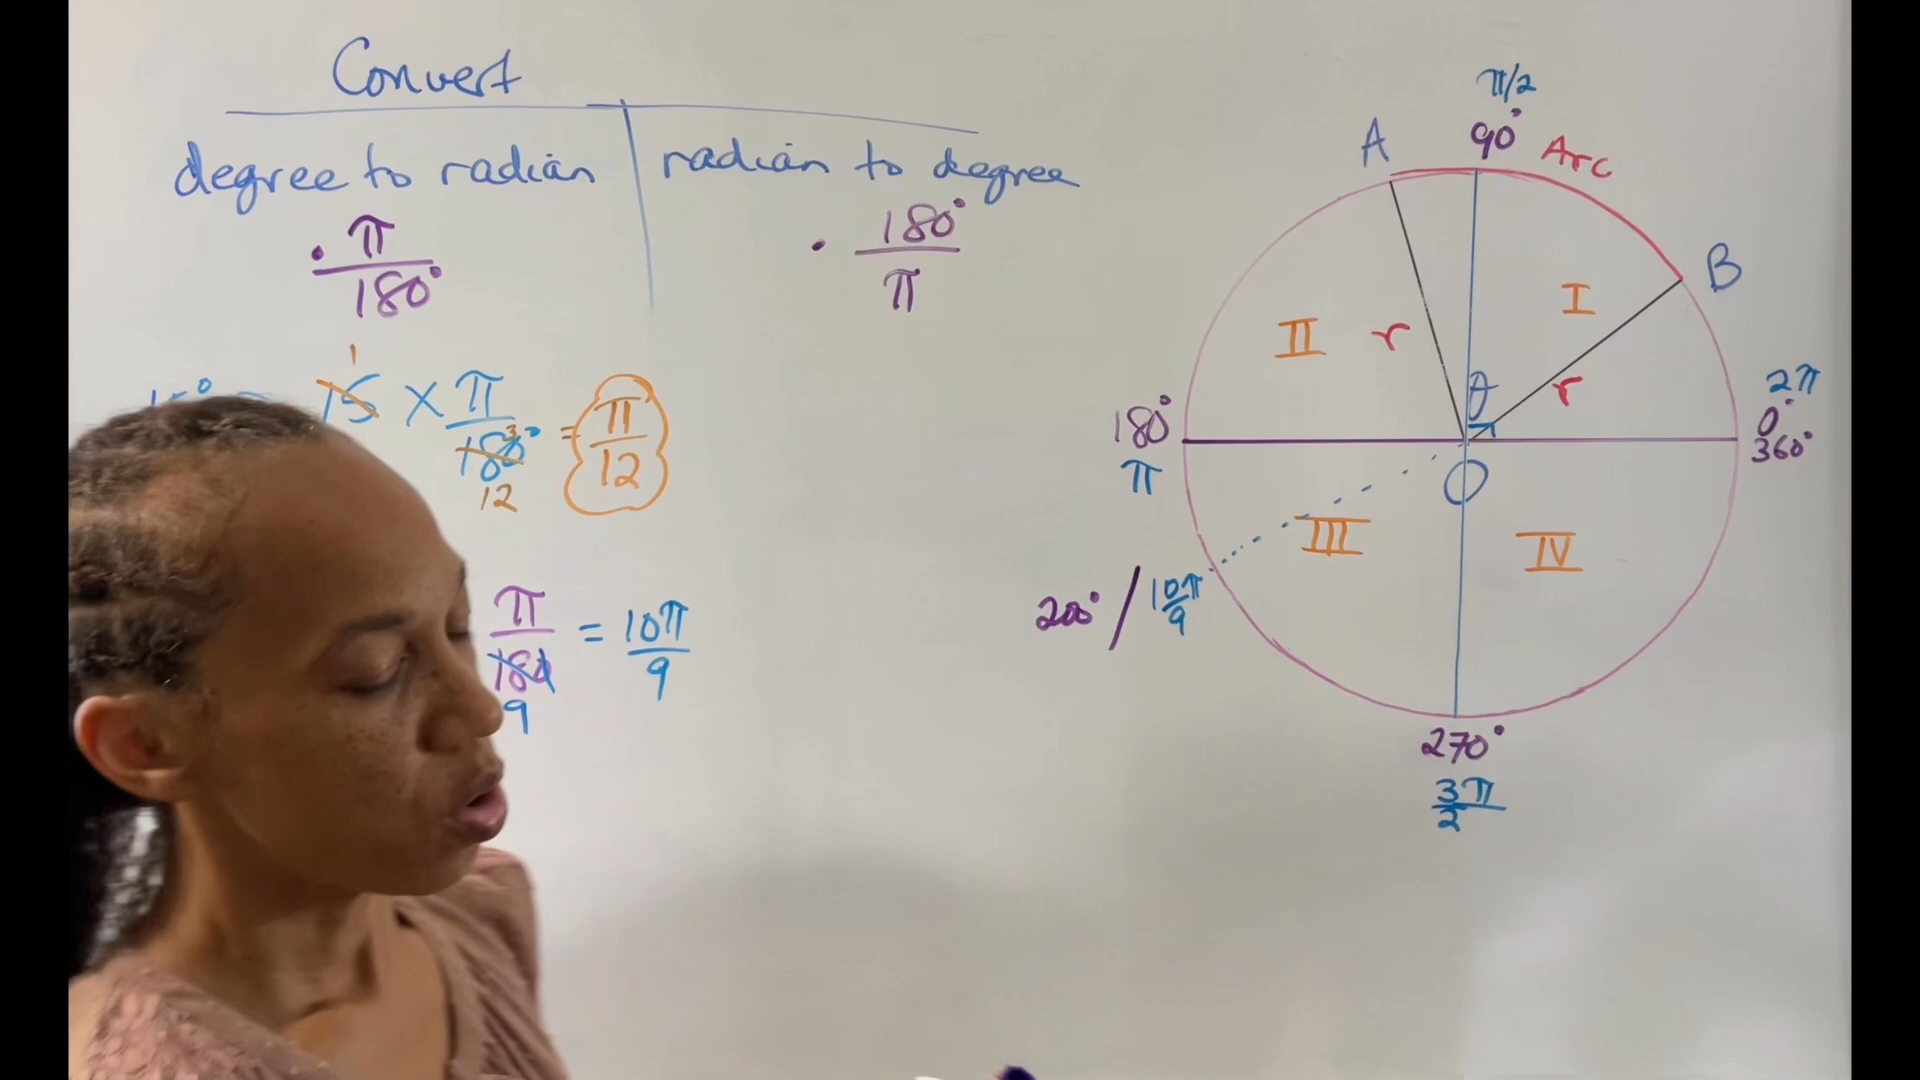 Convert
degree to radian
radian to degree
· π/180°
· 180°/π
1
15 × π/180° = π/12
12
π/180 = 10π/9
9
π/2
90°
A
Arc
B
I
II
r
r
θ
180°
π
2π
0°
360°
O
III
IV
200° / 10π/9
270°
3π/2